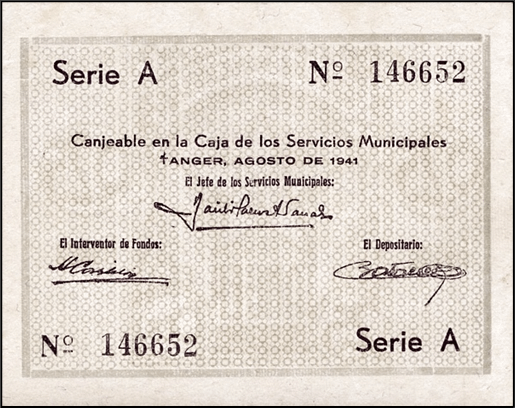 Serie A Nº 146652
Canjeable en la Caja de los Servicios Municipales
TANGER, AGOSTO DE 1941
El Jefe de los Servicios Municipales:
El Interventor de Fondos: El Depositario:
Nº 146652 Serie A